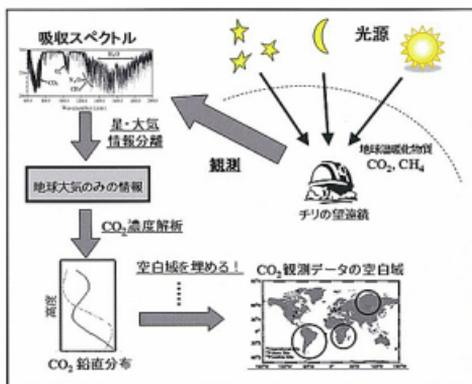 吸収スペクトル
光源
H₂O
CO₂
星・大気
情報分離
観測
地球温暖化物質
CO₂, CH₄
チリの望遠鏡
地球大気のみの情報
CO₂濃度解析
空白域を埋める！
CO₂観測データの空白域
高度
CO₂ 鉛直分布